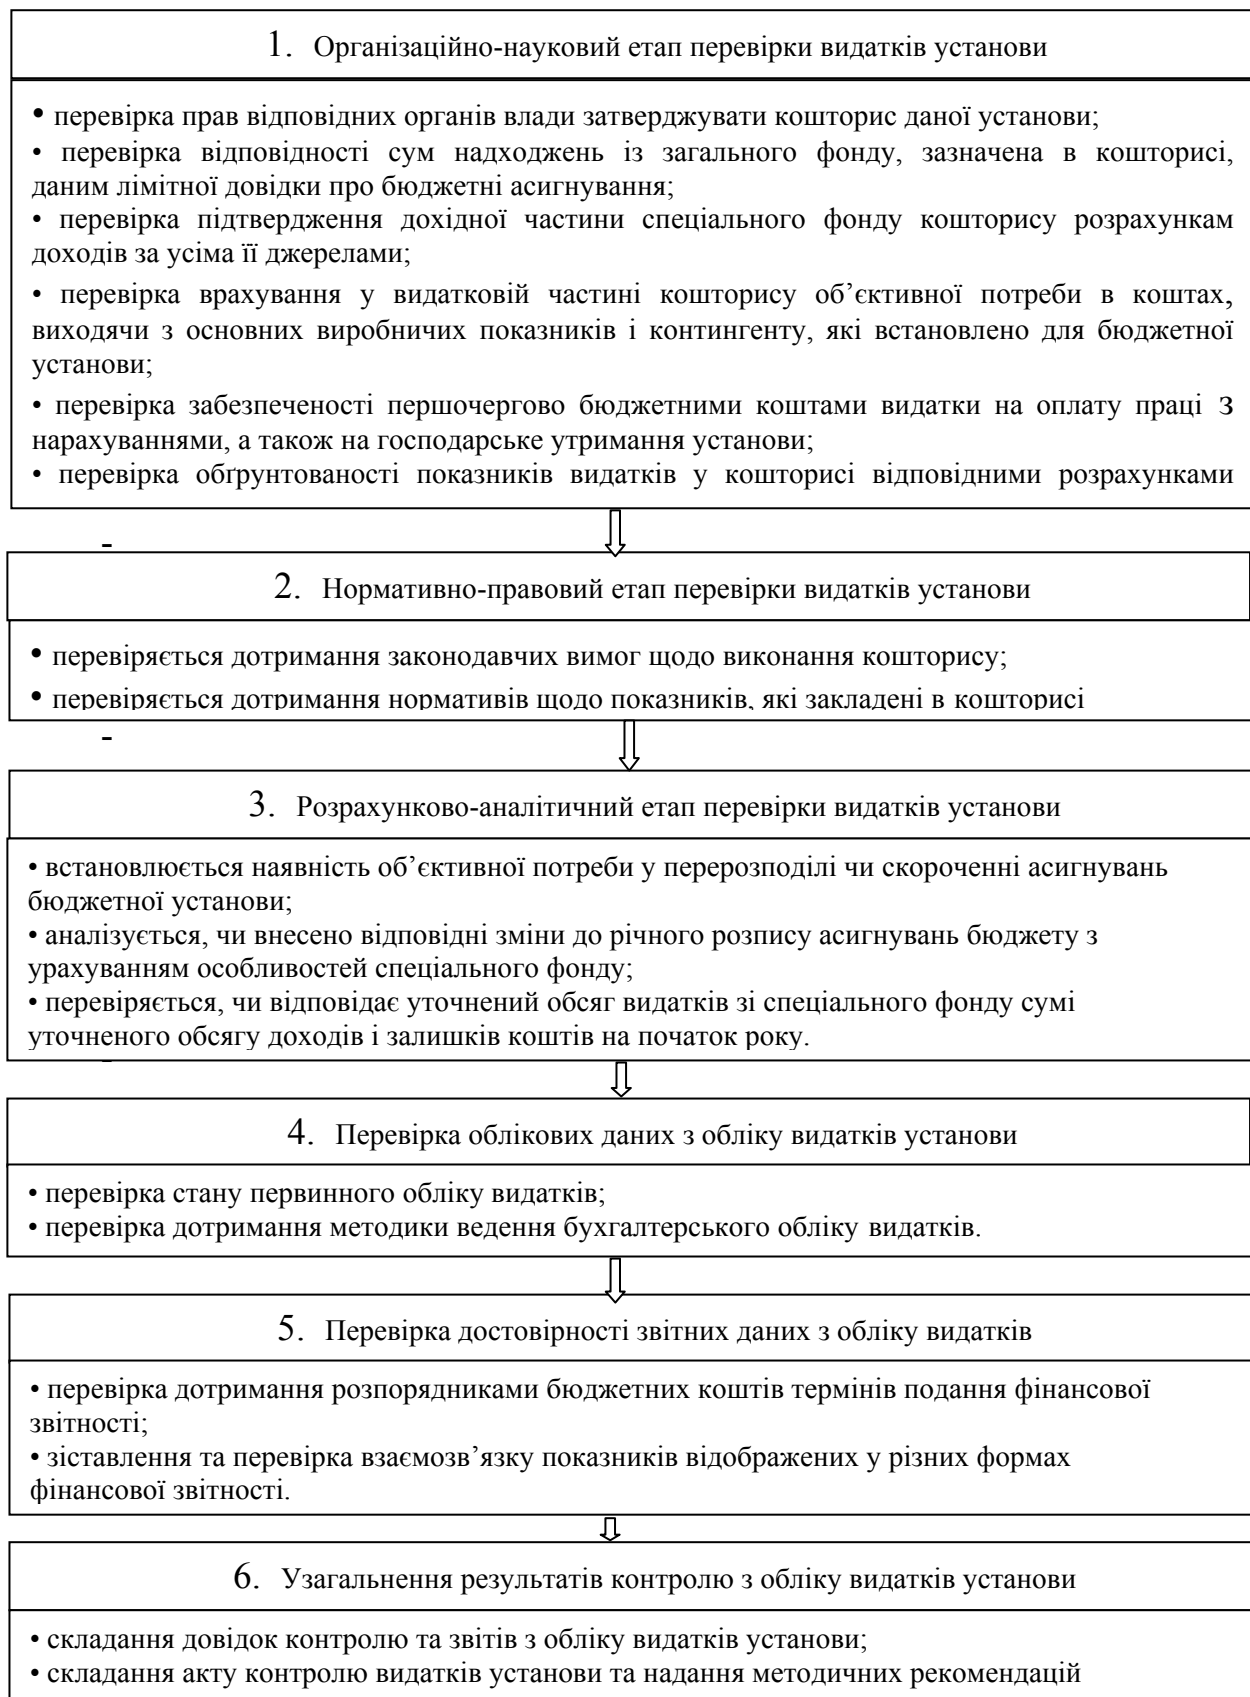 1. Організаційно-науковий етап перевірки видатків установи
• перевірка прав відповідних органів влади затверджувати кошторис даної установи;
• перевірка відповідності сум надходжень із загального фонду, зазначена в кошторисі,
даним лімітної довідки про бюджетні асигнування;
• перевірка підтвердження дохідної частини спеціального фонду кошторису розрахункам
доходів за усіма її джерелами;
• перевірка врахування у видатковій частині кошторису об’єктивної потреби в коштах,
виходячи з основних виробничих показників і контингенту, які встановлено для бюджетної
установи;
• перевірка забезпеченості першочергово бюджетними коштами видатки на оплату праці з
нарахуваннями, а також на господарське утримання установи;
• перевірка обґрунтованості показників видатків у кошторисі відповідними розрахунками
-
2. Нормативно-правовий етап перевірки видатків установи
• перевіряється дотримання законодавчих вимог щодо виконання кошторису;
• перевіряється дотримання нормативів щодо показників, які закладені в кошторисі
-
3. Розрахунково-аналітичний етап перевірки видатків установи
• встановлюється наявність об’єктивної потреби у перерозподілі чи скороченні асигнувань
бюджетної установи;
• аналізується, чи внесено відповідні зміни до річного розпису асигнувань бюджету з
урахуванням особливостей спеціального фонду;
• перевіряється, чи відповідає уточнений обсяг видатків зі спеціального фонду сумі
уточненого обсягу доходів і залишків коштів на початок року.
-
4. Перевірка облікових даних з обліку видатків установи
• перевірка стану первинного обліку видатків;
• перевірка дотримання методики ведення бухгалтерського обліку видатків.
5. Перевірка достовірності звітних даних з обліку видатків
• перевірка дотримання розпорядниками бюджетних коштів термінів подання фінансової
звітності;
• зіставлення та перевірка взаємозв’язку показників відображених у різних формах
фінансової звітності.
6. Узагальнення результатів контролю з обліку видатків установи
• складання довідок контролю та звітів з обліку видатків установи;
• складання акту контролю видатків установи та надання методичних рекомендацій